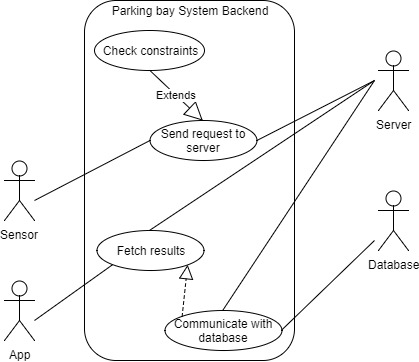 Parking bay System Backend
Check constraints
Extends
Send request to
server
Server
Sensor
Fetch results
Database
Communicate with
database
App